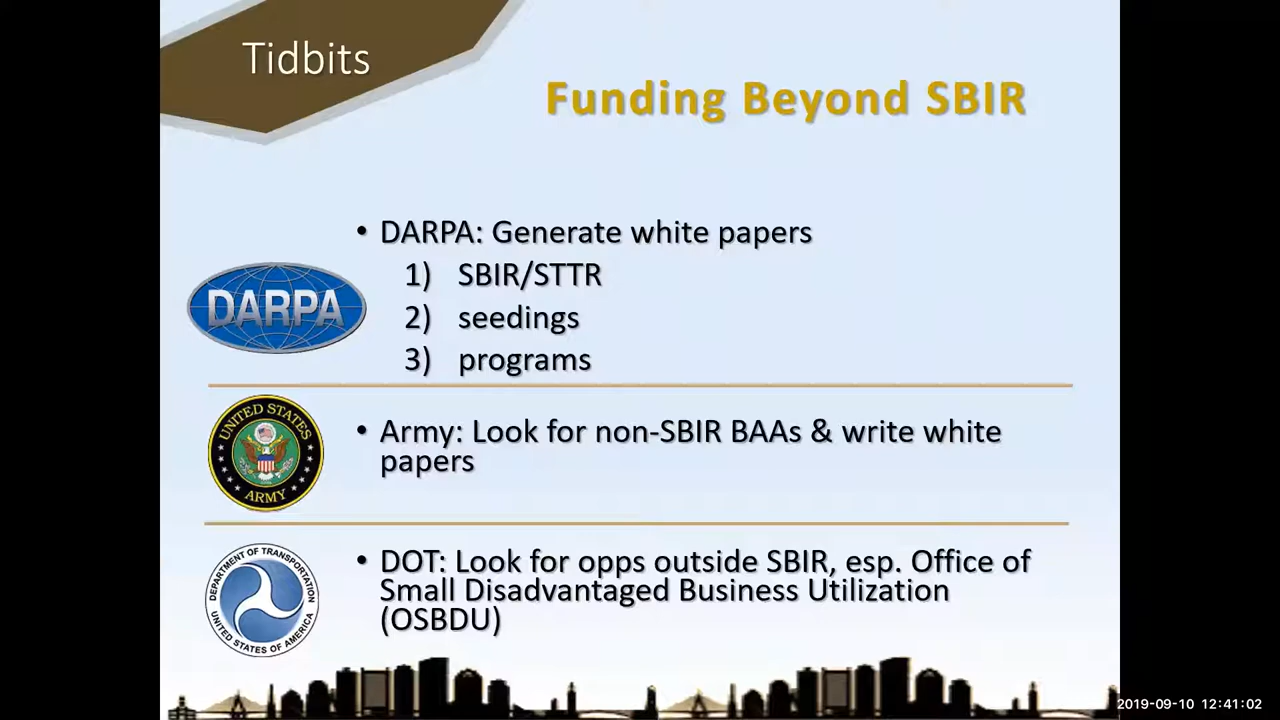 Tidbits
Funding Beyond SBIR
• DARPA: Generate white papers
1) SBIR/STTR
2) seedings
3) programs
DARPA
• Army: Look for non-SBIR BAAs & write white
papers
UNITED STATES
ARMY
• DOT: Look for opps outside SBIR, esp. Office of
Small Disadvantaged Business Utilization
(OSBDU)
DEPARTMENT OF TRANSPORTATION
UNITED STATES OF AMERICA
2019-09-10 12:41:02